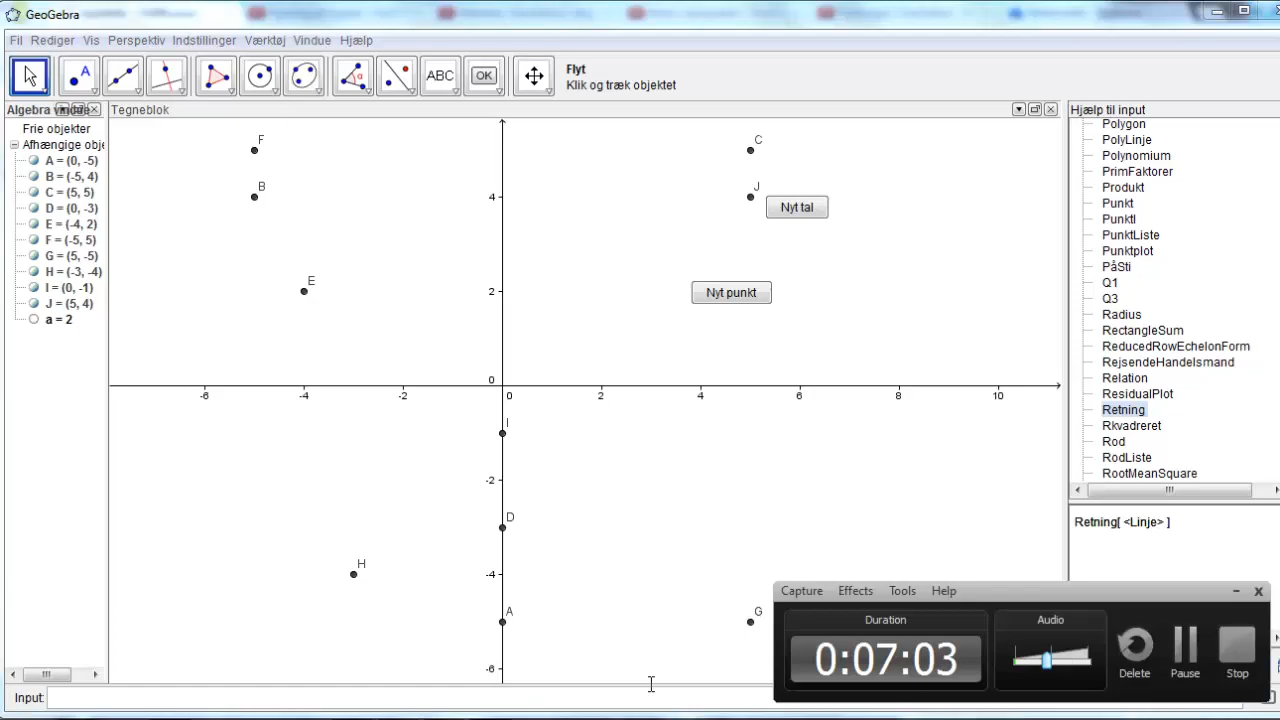 GeoGebra
Fil Rediger Vis Perspektiv Indstillinger Værktøj Vindue Hjælp
A
α
ABC
OK
Flyt
Klik og træk objektet
Algebra
Tegneblok
Hjælp til input
Frie objekter
Afhængige obje
A = (0, -5)
B = (-5, 4)
C = (5, 5)
D = (0, -3)
E = (-4, 2)
F = (-5, 5)
G = (5, -5)
H = (-3, -4)
I = (0, -1)
J = (5, 4)
a = 2
F
C
B
J
4
Nyt tal
E
2
Nyt punkt
0
-6 -4 -2 0 2 4 6 8 10
I
-2
D
H
-4
A
G
-6
Polygon
PolyLinje
Polynomium
PrimFaktorer
Produkt
Punkt
PunktI
PunktListe
Punktplot
PåSti
Q1
Q3
Radius
RectangleSum
ReducedRowEchelonForm
RejsendeHandelsmand
Relation
ResidualPlot
Retning
Rkvadreret
Rod
RodListe
RootMeanSquare
Retning[ <Linje> ]
Capture Effects Tools Help
Duration
0:07:03
Audio
Delete
Pause
Stop
Input: